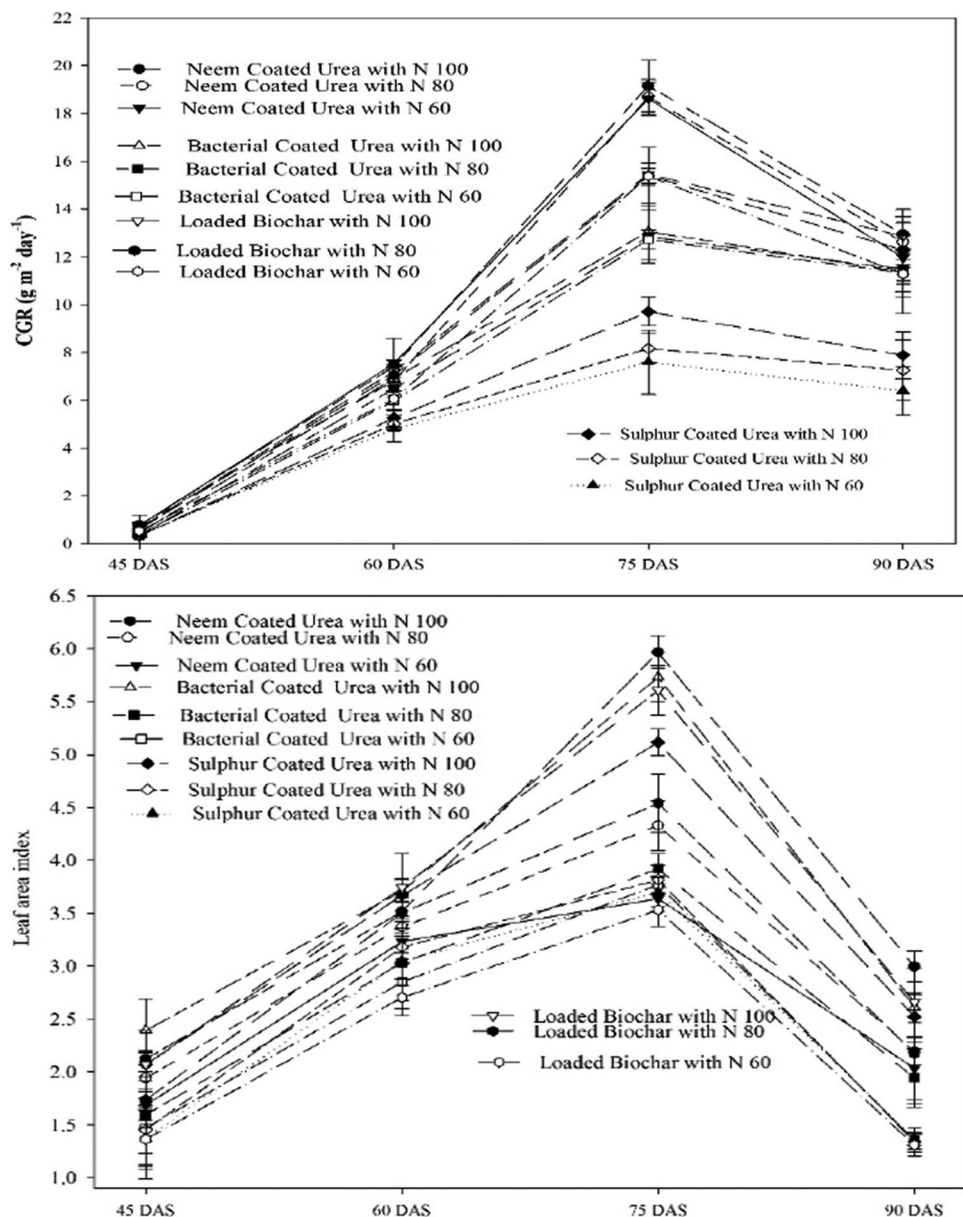 22
20
18
16
14
12
10
8
6
4
2
0
CGR (g m⁻² day⁻¹)
Neem Coated Urea with N 100
Neem Coated Urea with N 80
Neem Coated Urea with N 60
Bacterial Coated Urea with N 100
Bacterial Coated Urea with N 80
Bacterial Coated Urea with N 60
Loaded Biochar with N 100
Loaded Biochar with N 80
Loaded Biochar with N 60
Sulphur Coated Urea with N 100
Sulphur Coated Urea with N 80
Sulphur Coated Urea with N 60
45 DAS
60 DAS
75 DAS
90 DAS
6.5
6.0
5.5
5.0
4.5
4.0
3.5
3.0
2.5
2.0
1.5
1.0
Leaf area index
Neem Coated Urea with N 100
Neem Coated Urea with N 80
Neem Coated Urea with N 60
Bacterial Coated Urea with N 100
Bacterial Coated Urea with N 80
Bacterial Coated Urea with N 60
Sulphur Coated Urea with N 100
Sulphur Coated Urea with N 80
Sulphur Coated Urea with N 60
Loaded Biochar with N 100
Loaded Biochar with N 80
Loaded Biochar with N 60
45 DAS
60 DAS
75 DAS
90 DAS